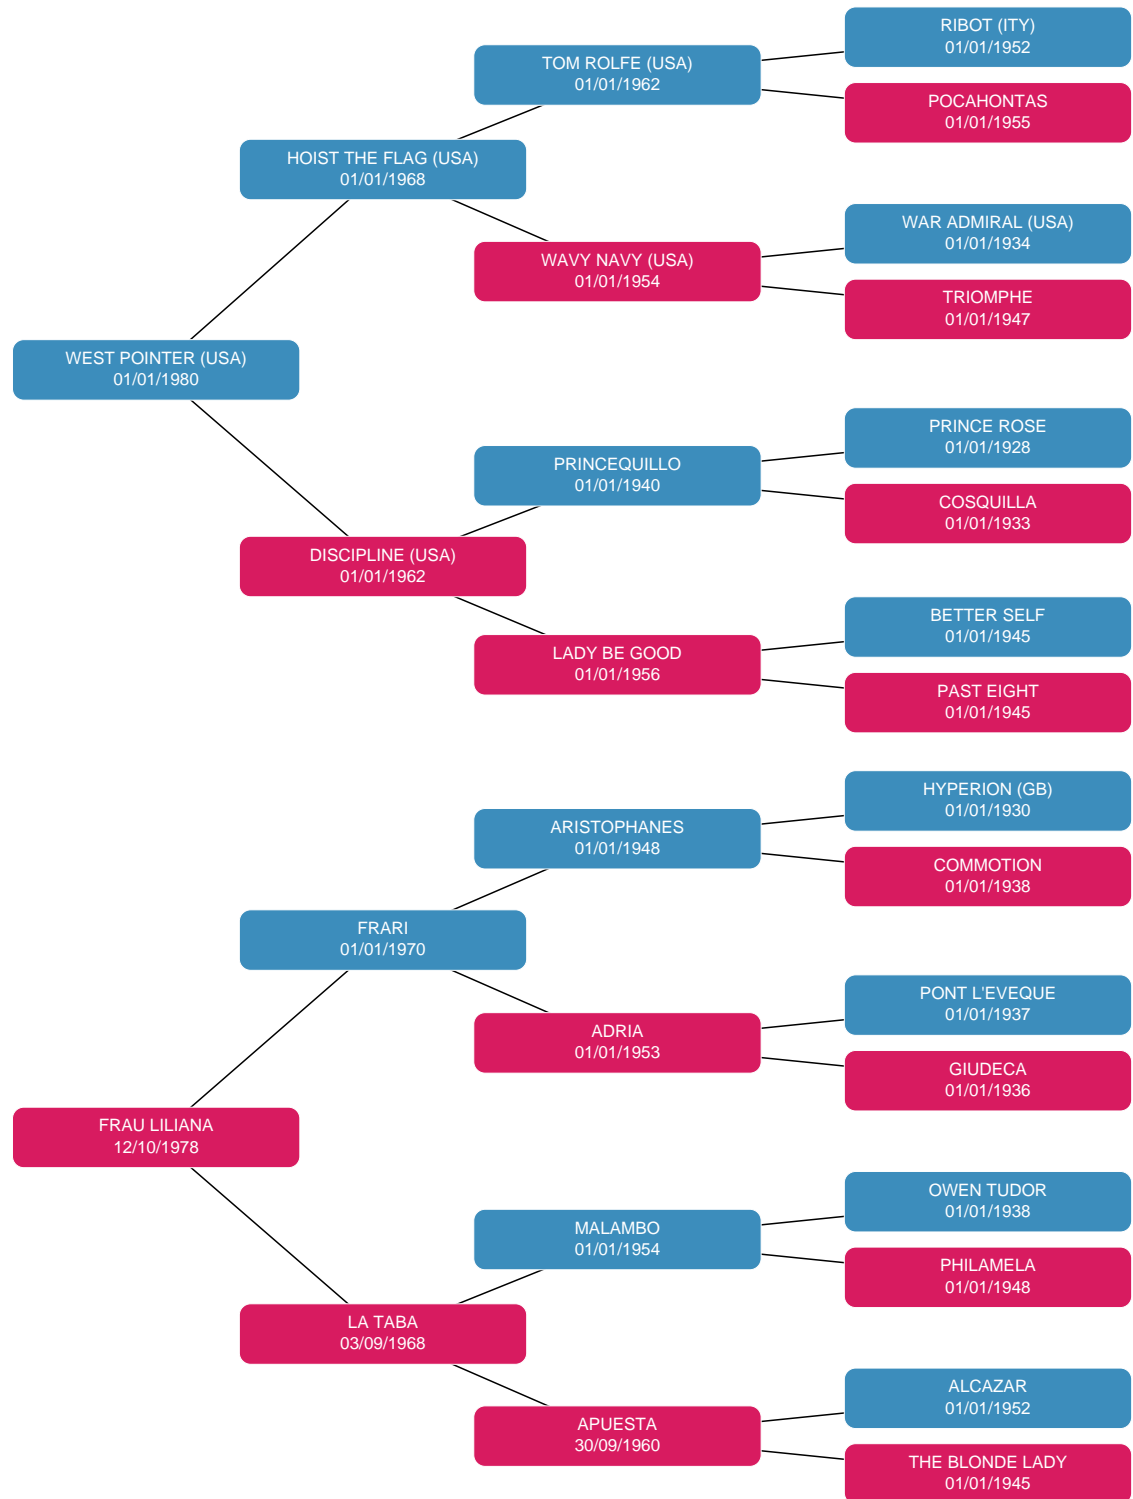 RIBOT (ITY)
01/01/1952
TOM ROLFE (USA)
01/01/1962
POCAHONTAS
01/01/1955
HOIST THE FLAG (USA)
01/01/1968
WAR ADMIRAL (USA)
01/01/1934
WAVY NAVY (USA)
01/01/1954
TRIOMPHE
01/01/1947
WEST POINTER (USA)
01/01/1980
PRINCE ROSE
01/01/1928
PRINCEQUILLO
01/01/1940
COSQUILLA
01/01/1933
DISCIPLINE (USA)
01/01/1962
BETTER SELF
01/01/1945
LADY BE GOOD
01/01/1956
PAST EIGHT
01/01/1945
HYPERION (GB)
01/01/1930
ARISTOPHANES
01/01/1948
COMMOTION
01/01/1938
FRARI
01/01/1970
PONT L'EVEQUE
01/01/1937
ADRIA
01/01/1953
GIUDECA
01/01/1936
FRAU LILIANA
12/10/1978
OWEN TUDOR
01/01/1938
MALAMBO
01/01/1954
PHILAMELA
01/01/1948
LA TABA
03/09/1968
ALCAZAR
01/01/1952
APUESTA
30/09/1960
THE BLONDE LADY
01/01/1945